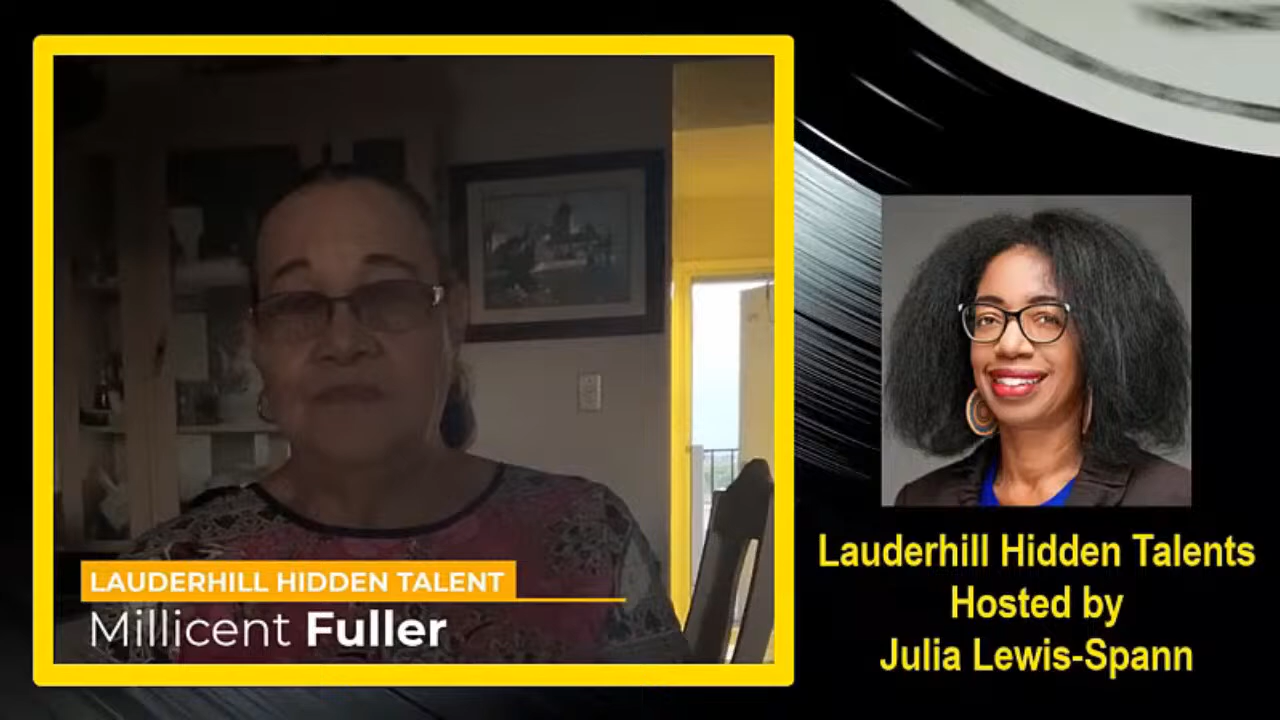 LAUDERHILL HIDDEN TALENT
Millicent Fuller
Lauderhill Hidden Talents
Hosted by
Julia Lewis-Spann